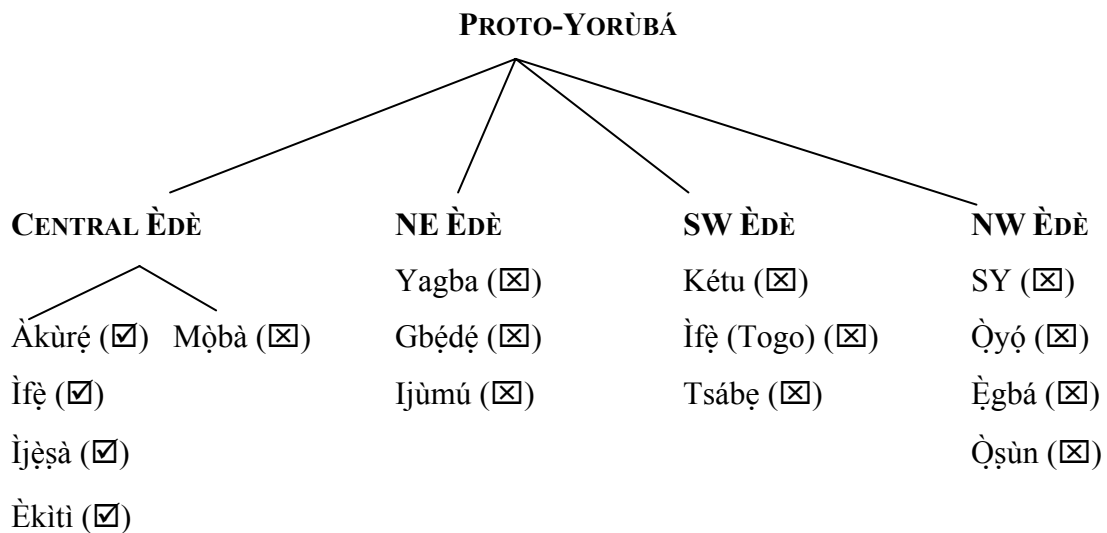 PROTO-YORÙBÁ
CENTRAL ÈDÈ NE ÈDÈ SW ÈDÈ NW ÈDÈ
Yagba (☒) Kétu (☒) SY (☒)
Àkùrẹ́ (☑) Mọ̀bà (☒) Gbẹ́dẹ́ (☒) Ìfẹ̀ (Togo) (☒) Ọ̀yọ́ (☒)
Ìfẹ̀ (☑) Ijùmú (☒) Tsábẹ (☒) Ẹ̀gbá (☒)
Ìjẹ̀ṣà (☑) Ọ̀ṣùn (☒)
Èkìtì (☑)